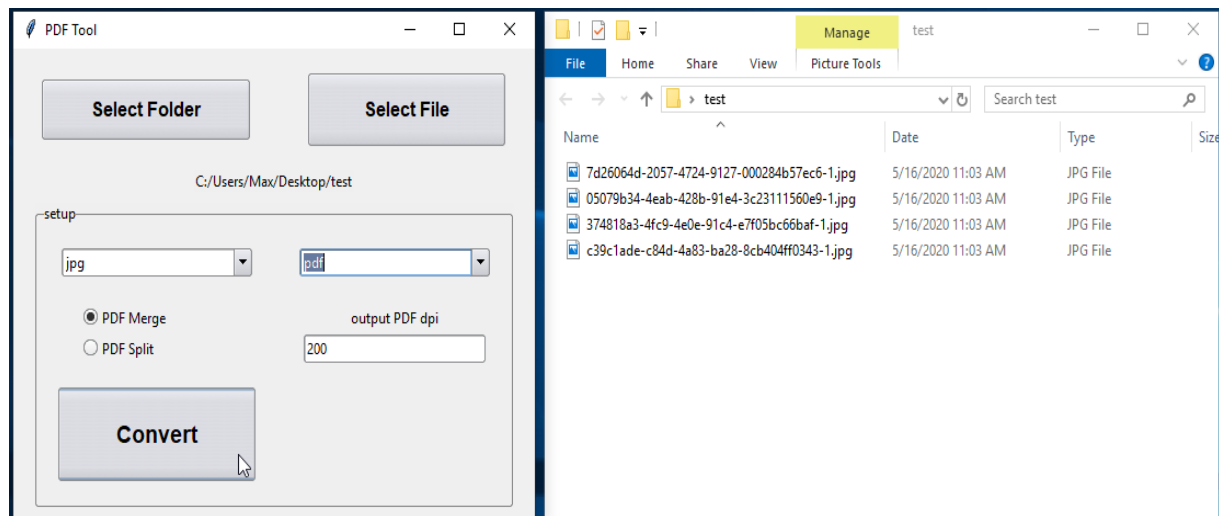 PDF Tool
Select Folder
Select File
C:/Users/Max/Desktop/test
setup
jpg
pdf
PDF Merge
output PDF dpi
PDF Split
200
Convert
Manage
test
File Home Share View Picture Tools
test
Search test
Name Date Type Size
7d26064d-2057-4724-9127-000284b57ec6-1.jpg 5/16/2020 11:03 AM JPG File
05079b34-4eab-428b-91e4-3c23111560e9-1.jpg 5/16/2020 11:03 AM JPG File
374818a3-4fc9-4e0e-91c4-e7f05bc66baf-1.jpg 5/16/2020 11:03 AM JPG File
c39c1ade-c84d-4a83-ba28-8cb404ff0343-1.jpg 5/16/2020 11:03 AM JPG File